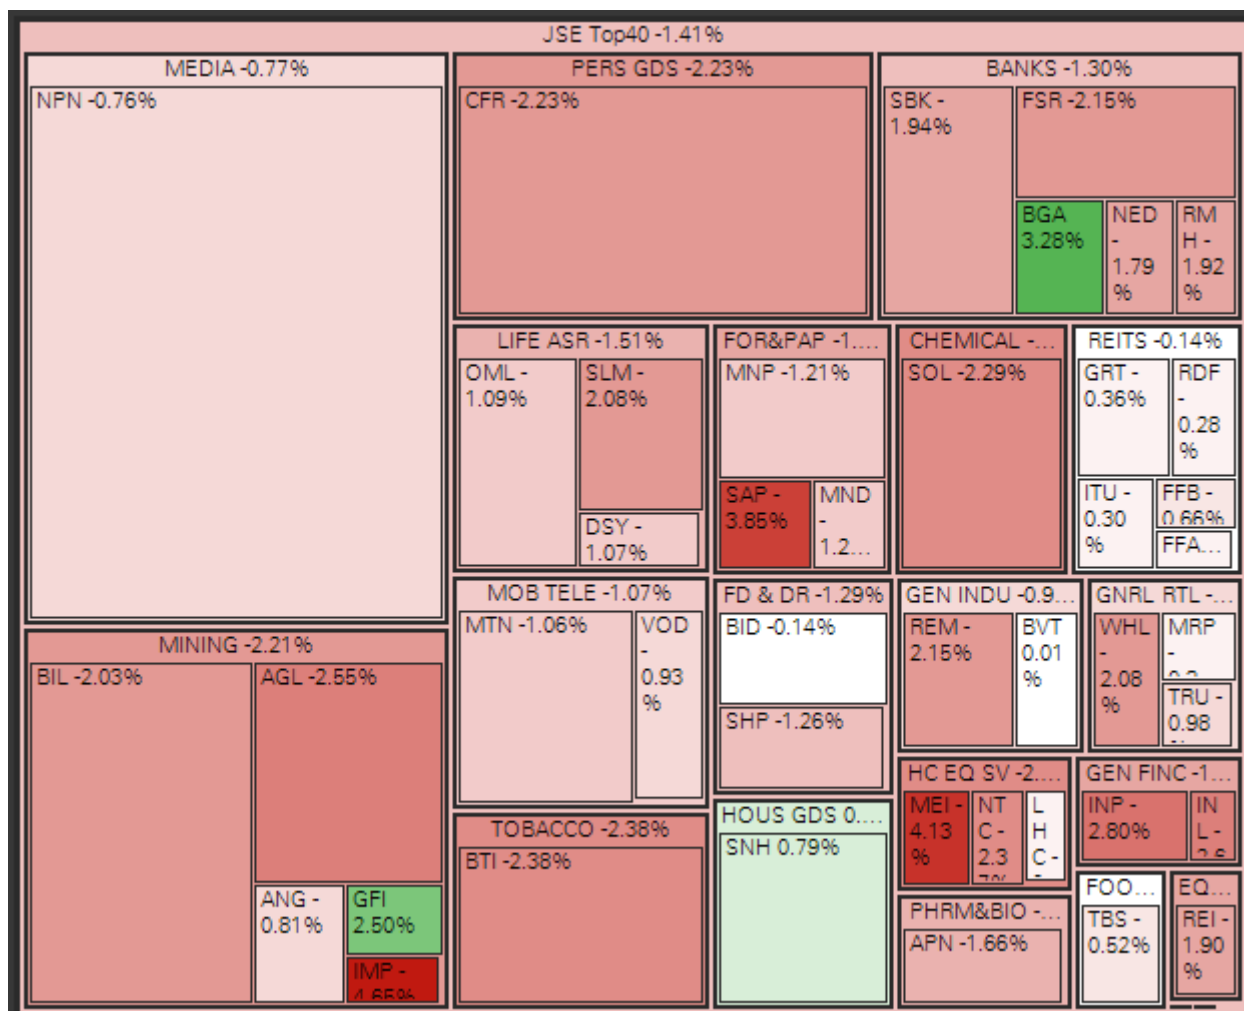 JSE Top40 -1.41%
MEDIA -0.77%
NPN -0.76%
PERS GDS -2.23%
CFR -2.23%
BANKS -1.30%
SBK -
1.94%
FSR -2.15%
BGA
3.28%
NED
-
1.79
%
RM
H -
1.92
%
LIFE ASR -1.51%
OML -
1.09%
SLM -
2.08%
DSY -
1.07%
FOR&PAP -1....
MNP -1.21%
SAP -
3.85%
MND
-
1.2...
CHEMICAL -...
SOL -2.29%
REITS -0.14%
GRT -
0.36%
RDF
-
0.28
%
ITU -
0.30
%
FFB -
0.66%
FFA...
MINING -2.21%
BIL -2.03%
AGL -2.55%
ANG -
0.81%
GFI
2.50%
IMP -
4.65%
MOB TELE -1.07%
MTN -1.06%
VOD
-
0.93
%
TOBACCO -2.38%
BTI -2.38%
FD & DR -1.29%
BID -0.14%
SHP -1.26%
HOUS GDS 0....
SNH 0.79%
GEN INDU -0.9...
REM -
2.15%
BVT
0.01
%
GNRL RTL -...
WHL
-
2.08
%
MRP
-
TRU -
0.98
HC EQ SV -2....
MEI -
4.13
%
NT
C -
2.3
L
H
C -
GEN FINC -1...
INP -
2.80%
IN
L -
PHRM&BIO -...
APN -1.66%
FOO...
TBS -
0.52%
EQ...
REI -
1.90
%